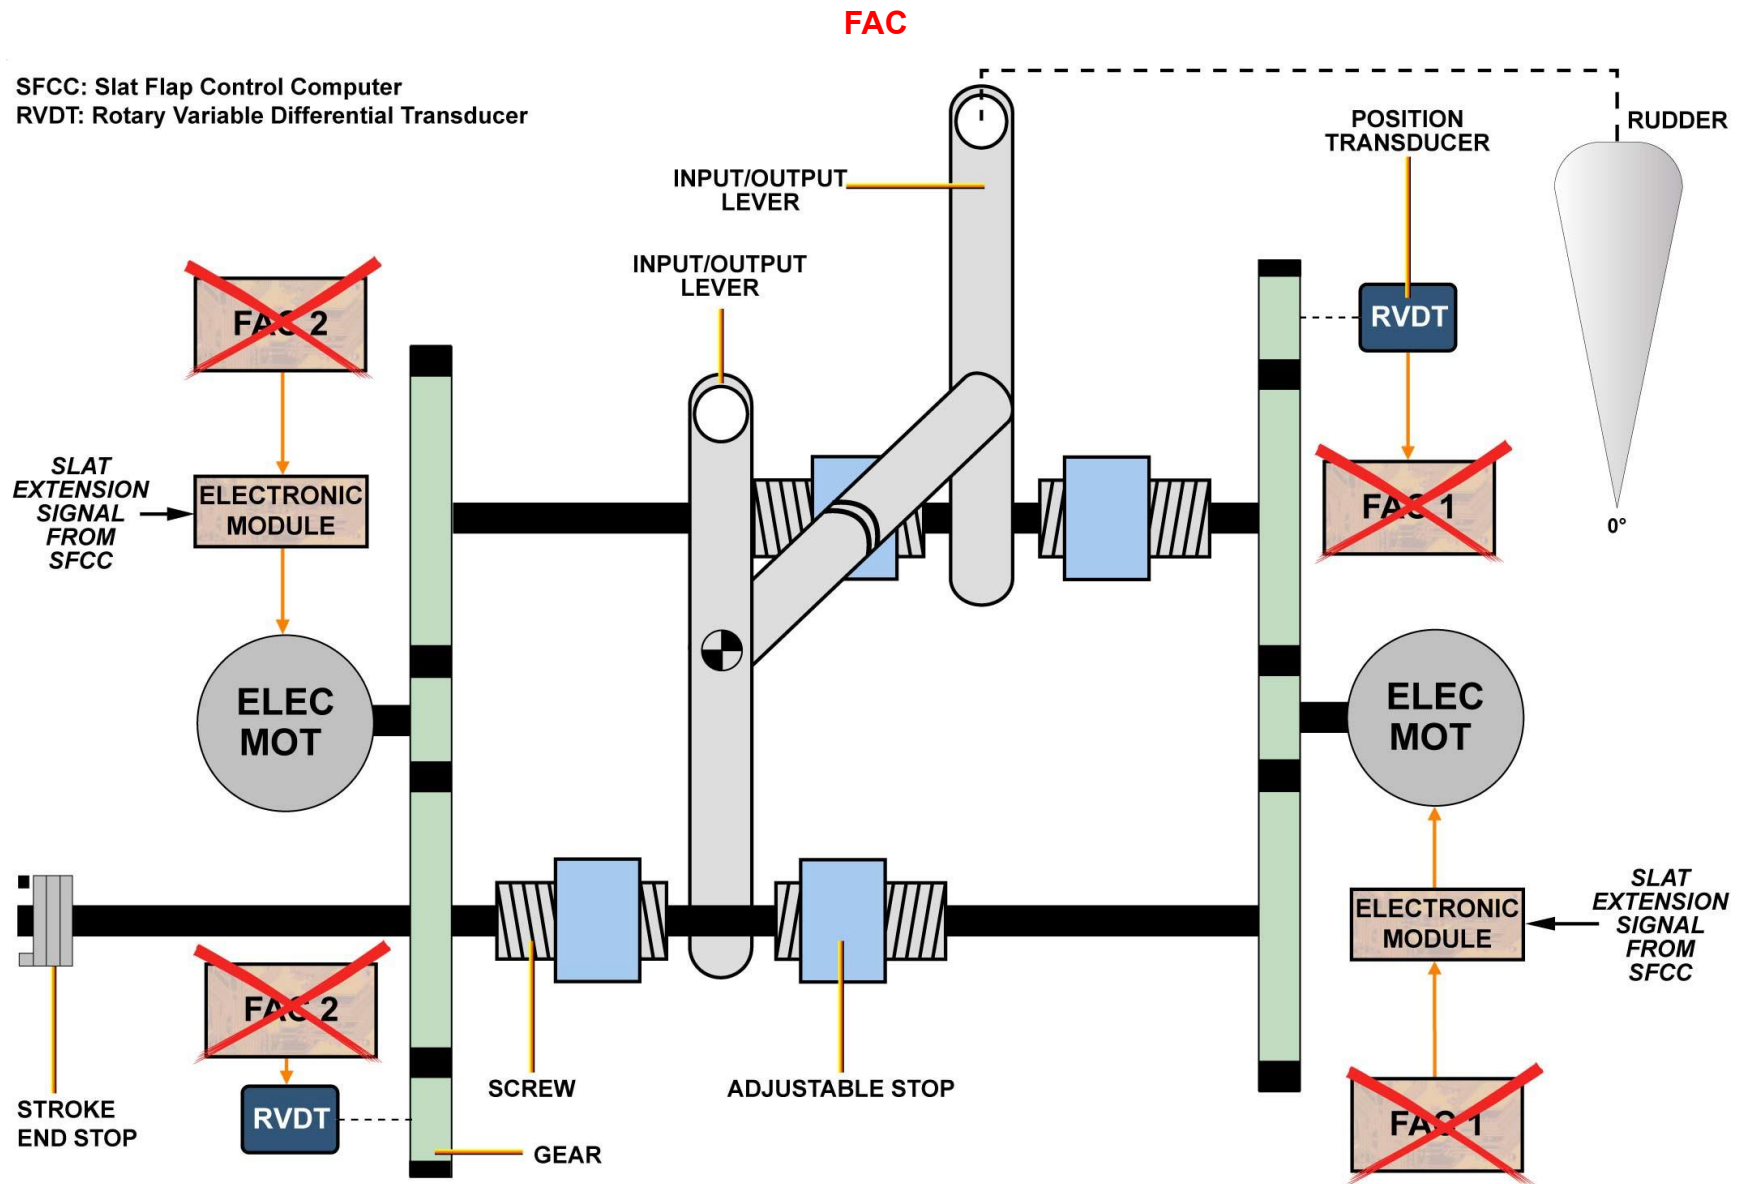 FAC
SFCC: Slat Flap Control Computer
RVDT: Rotary Variable Differential Transducer
POSITION
TRANSDUCER
RUDDER
INPUT/OUTPUT
LEVER
INPUT/OUTPUT
LEVER
FAC 2
RVDT
SLAT
EXTENSION
SIGNAL
FROM
SFCC
ELECTRONIC
MODULE
FAC 1
0°
ELEC
MOT
ELEC
MOT
ELECTRONIC
MODULE
SLAT
EXTENSION
SIGNAL
FROM
SFCC
FAC 2
STROKE
END STOP
RVDT
SCREW
ADJUSTABLE STOP
GEAR
FAC 1